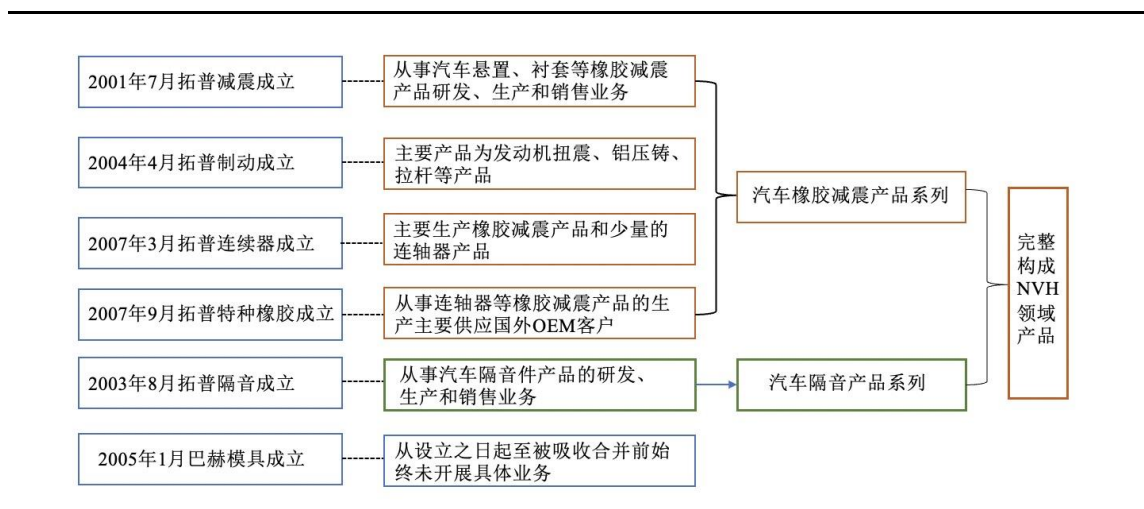 2001年7月拓普减震成立
从事汽车悬置、衬套等橡胶减震
产品研发、生产和销售业务
2004年4月拓普制动成立
主要产品为发动机扭震、铝压铸、
拉杆等产品
2007年3月拓普连续器成立
主要生产橡胶减震产品和少量的
连轴器产品
2007年9月拓普特种橡胶成立
从事连轴器等橡胶减震产品的生
产主要供应国外OEM客户
2003年8月拓普隔音成立
从事汽车隔音件产品的研发、
生产和销售业务
2005年1月巴赫模具成立
从设立之日起至被吸收合并前始
终未开展具体业务
汽车橡胶减震产品系列
汽车隔音产品系列
完整
构成
NVH
领域
产品